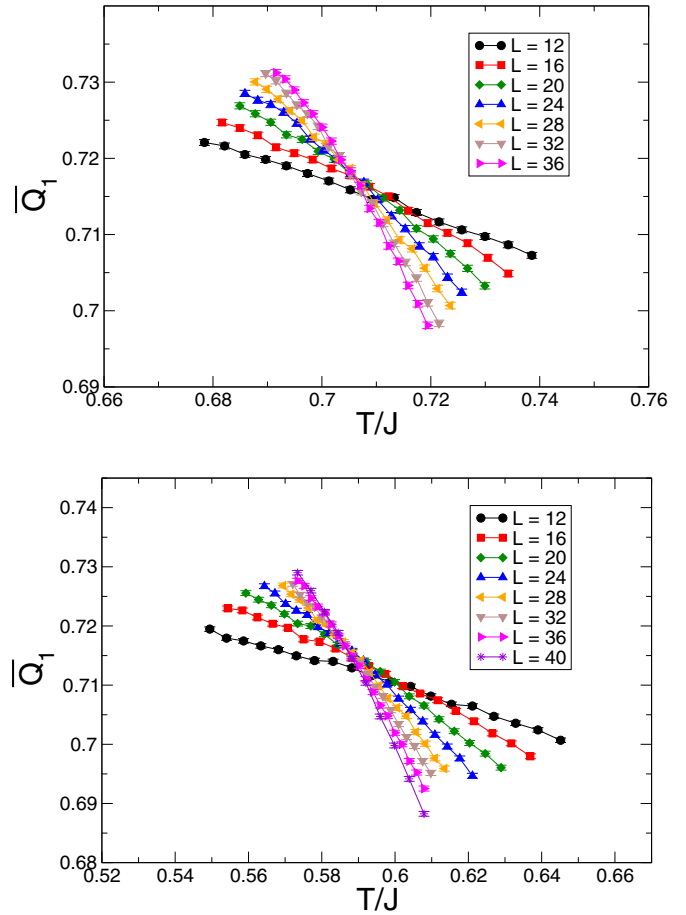 0.73
0.72
0.71
0.7
0.69
Q̅₁
L = 12
L = 16
L = 20
L = 24
L = 28
L = 32
L = 36
0.66 0.68 0.7 0.72 0.74 0.76
T/J
0.74
0.73
0.72
0.71
0.7
0.69
0.68
Q̅₁
L = 12
L = 16
L = 20
L = 24
L = 28
L = 32
L = 36
L = 40
0.52 0.54 0.56 0.58 0.6 0.62 0.64 0.66
T/J